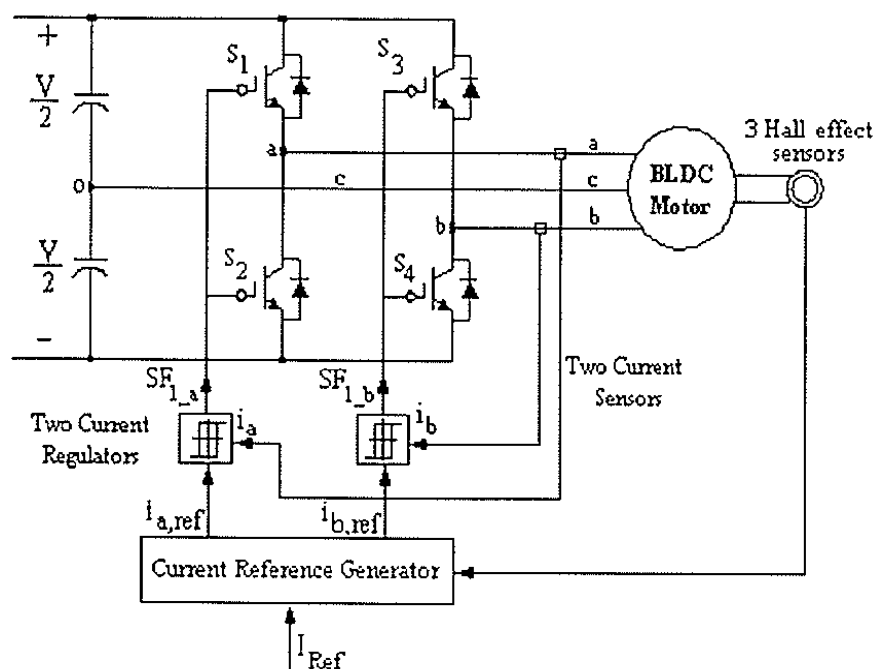 +
S1
S3
V/2
3 Hall effect
sensors
a
a
BLDC
Motor
o
c
c
b
b
V/2
S2
S4
-
SF1_a
SF1_b
Two Current
Sensors
Two Current
Regulators
ia
ib
Ia,ref
ib,ref
Current Reference Generator
IRef